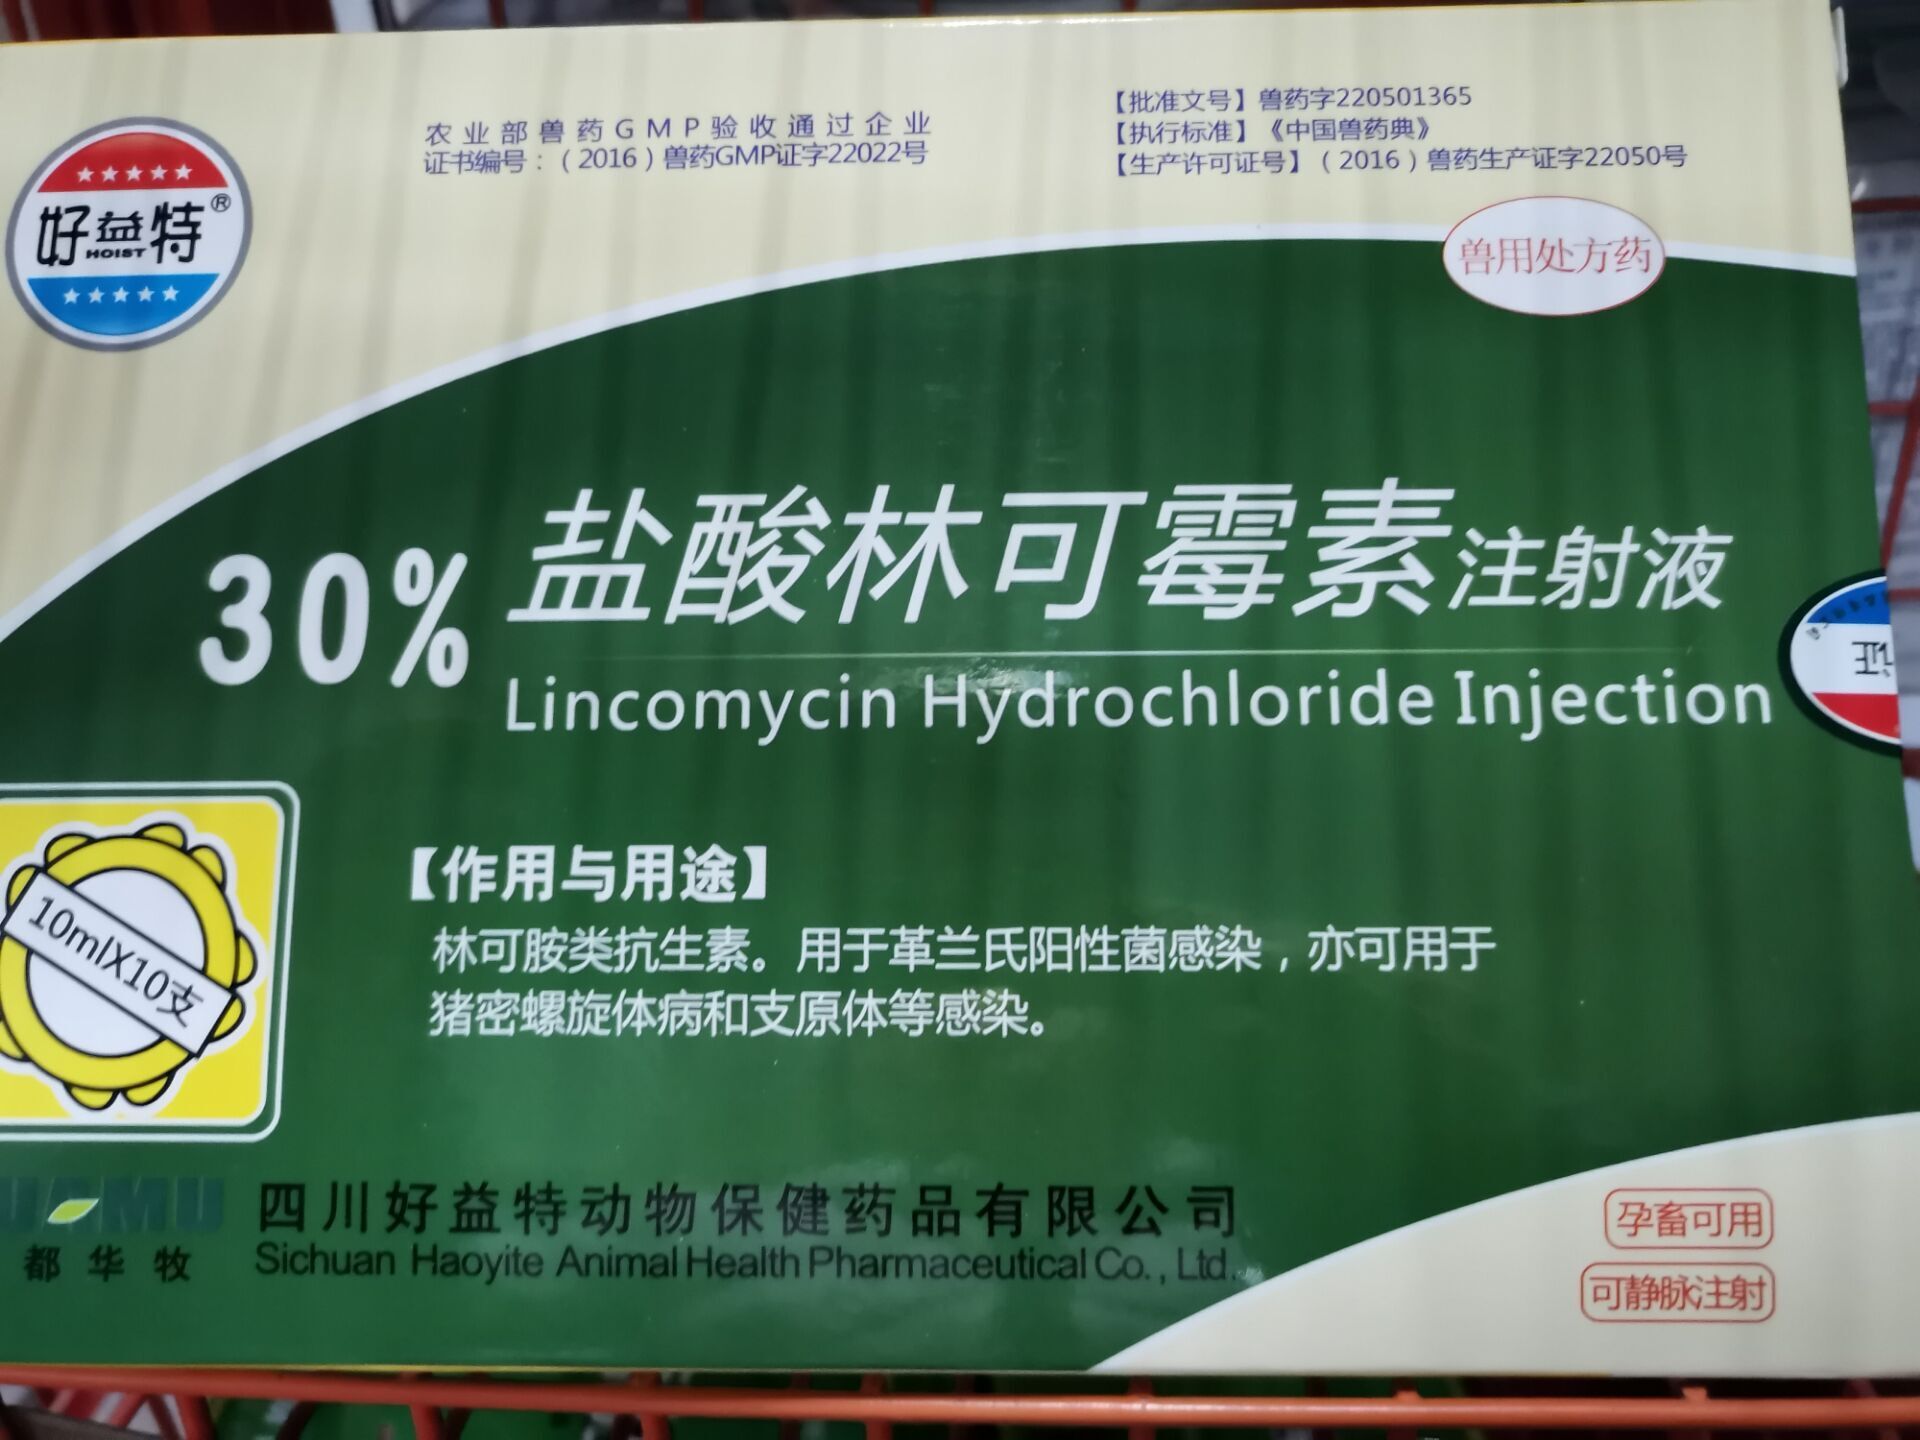 好益特®
HOIST
农业部兽药GMP验收通过企业
证书编号：（2016）兽药GMP证字22022号
【批准文号】兽药字220501365
【执行标准】《中国兽药典》
【生产许可证号】（2016）兽药生产证字22050号
兽用处方药
30% 盐酸林可霉素注射液
Lincomycin Hydrochloride Injection
证
【作用与用途】
林可胺类抗生素。用于革兰氏阳性菌感染，亦可用于
猪密螺旋体病和支原体等感染。
10mlX10支
都华牧
四川好益特动物保健药品有限公司
Sichuan Haoyite Animal Health Pharmaceutical Co., Ltd.
孕畜可用
可静脉注射